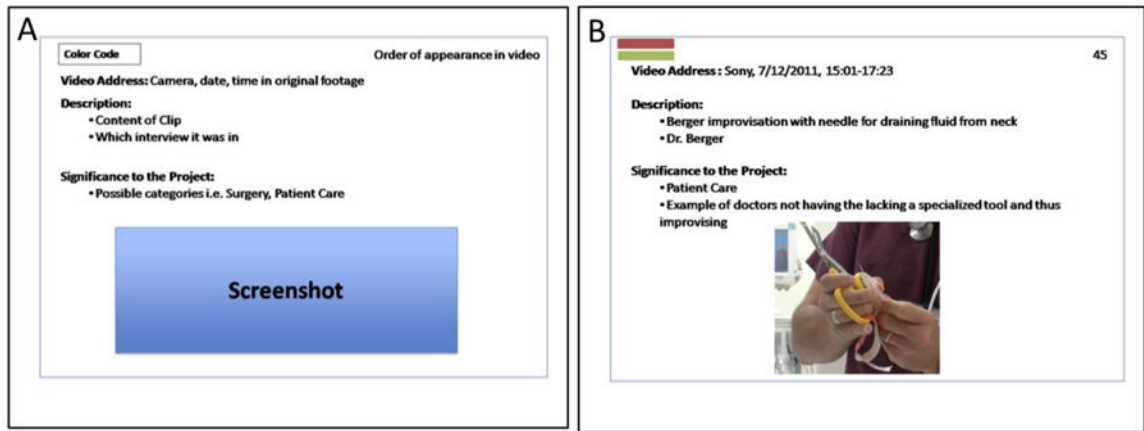 A
Color Code
Order of appearance in video
Video Address: Camera, date, time in original footage
Description:
•Content of Clip
•Which interview it was in
Significance to the Project:
•Possible categories i.e. Surgery, Patient Care
Screenshot
B
45
Video Address : Sony, 7/12/2011, 15:01-17:23
Description:
•Berger improvisation with needle for draining fluid from neck
•Dr. Berger
Significance to the Project:
•Patient Care
•Example of doctors not having the lacking a specialized tool and thus
improvising